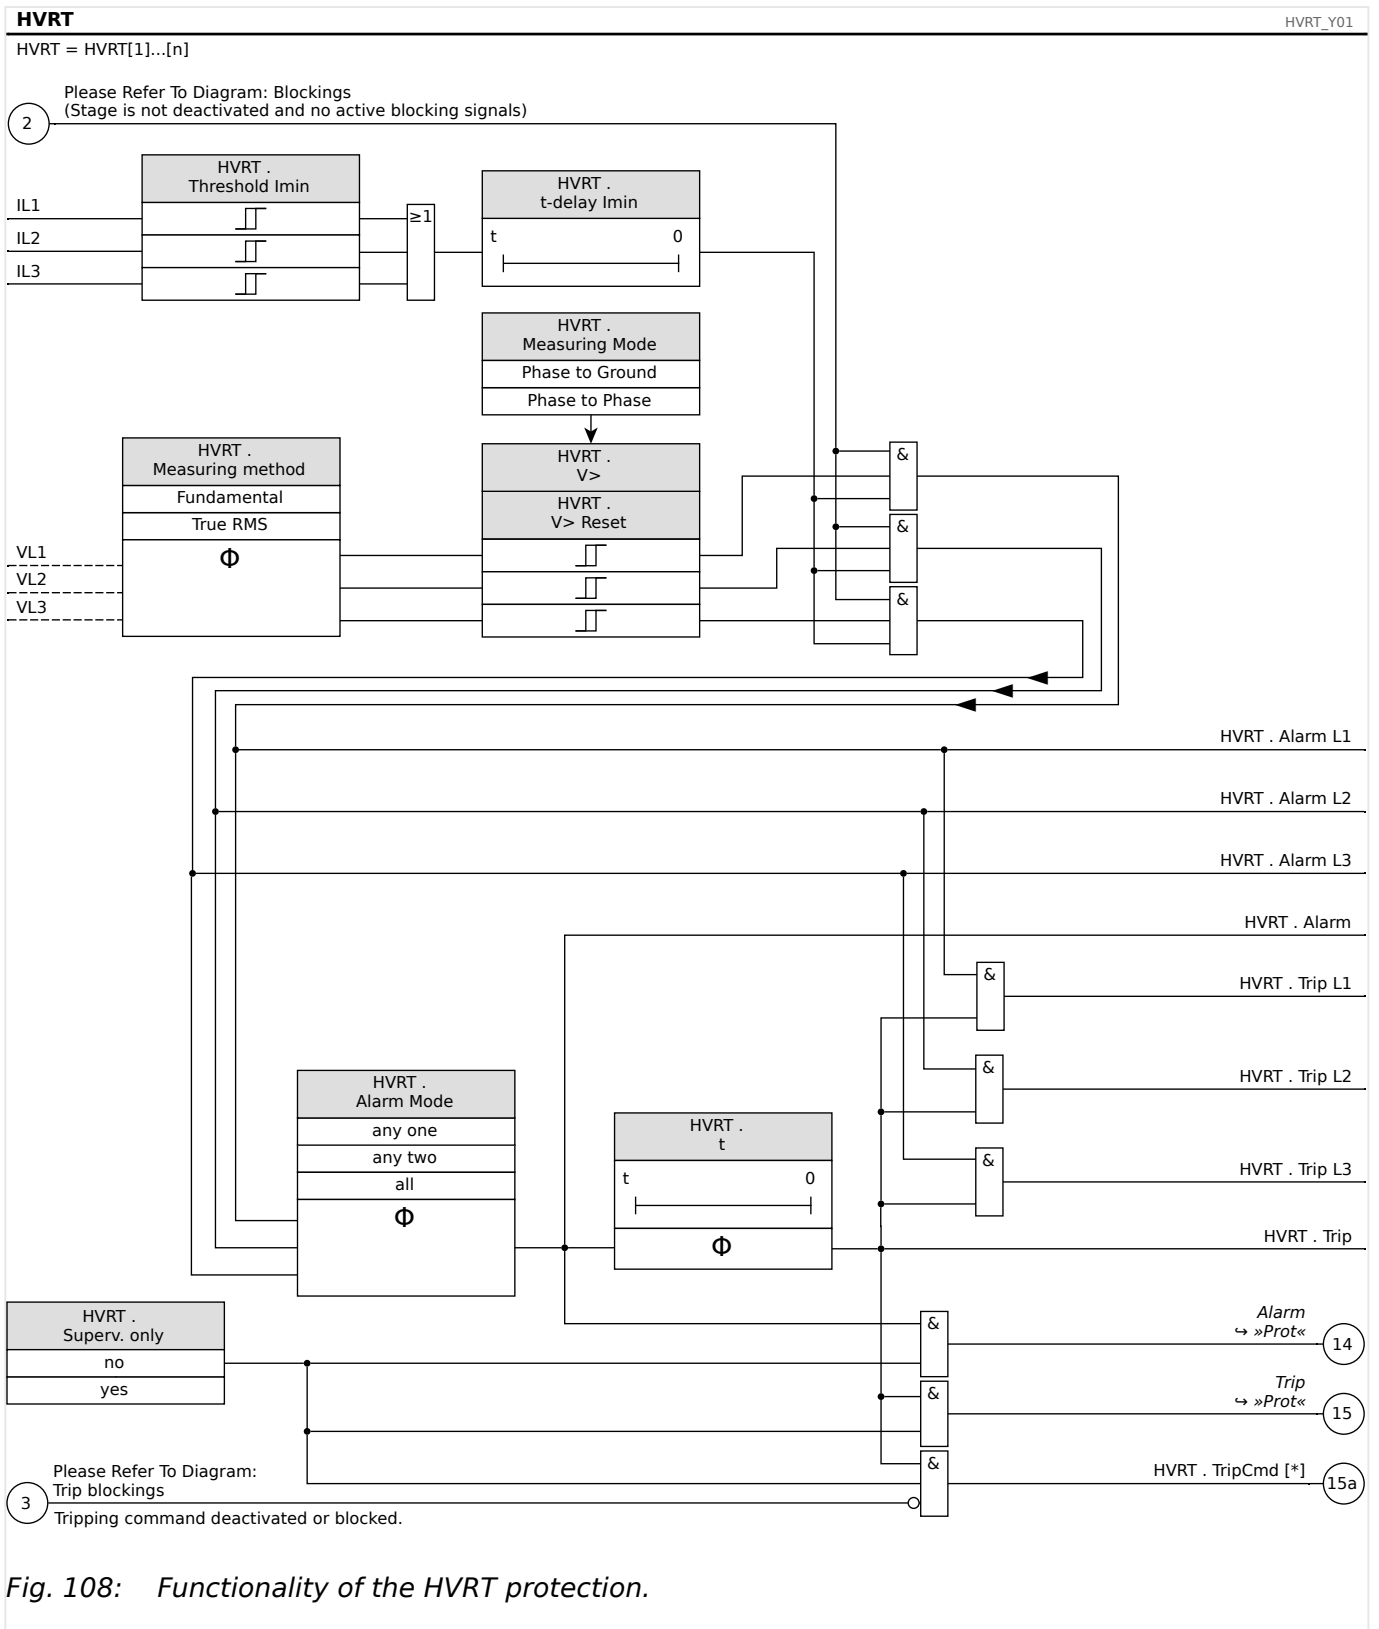 HVRT
HVRT_Y01
HVRT = HVRT[1]...[n]
Please Refer To Diagram: Blockings
(Stage is not deactivated and no active blocking signals)
2
HVRT .
Threshold Imin
IL1
IL2
IL3
≥1
HVRT .
t-delay Imin
t 0
HVRT .
Measuring Mode
Phase to Ground
Phase to Phase
HVRT .
Measuring method
Fundamental
True RMS
Φ
VL1
VL2
VL3
HVRT .
V>
HVRT .
V> Reset
&
&
&
HVRT . Alarm L1
HVRT . Alarm L2
HVRT . Alarm L3
HVRT . Alarm
&
HVRT . Trip L1
&
HVRT . Trip L2
&
HVRT . Trip L3
HVRT . Trip
HVRT .
Alarm Mode
any one
any two
all
Φ
HVRT .
t
t 0
Φ
HVRT .
Superv. only
no
yes
&
Alarm
↪ »Prot«
14
&
Trip
↪ »Prot«
15
&
HVRT . TripCmd [*]
15a
Please Refer To Diagram:
Trip blockings
3
Tripping command deactivated or blocked.
Fig. 108: Functionality of the HVRT protection.